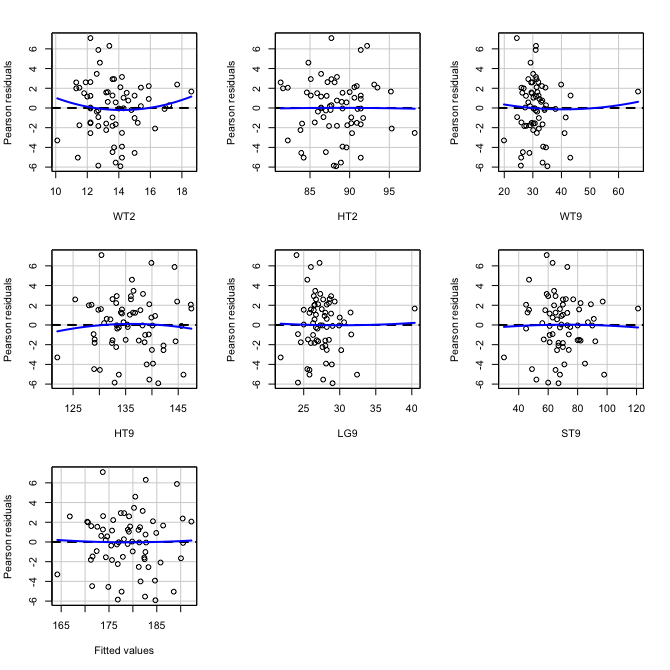 Pearson residuals
6
4
2
0
-2
-4
-6
10 12 14 16 18
WT2
Pearson residuals
6
4
2
0
-2
-4
-6
85 90 95
HT2
Pearson residuals
6
4
2
0
-2
-4
-6
20 30 40 50 60
WT9
Pearson residuals
6
4
2
0
-2
-4
-6
125 135 145
HT9
Pearson residuals
6
4
2
0
-2
-4
-6
25 30 35 40
LG9
Pearson residuals
6
4
2
0
-2
-4
-6
40 60 80 100 120
ST9
Pearson residuals
6
4
2
0
-2
-4
-6
165 175 185
Fitted values